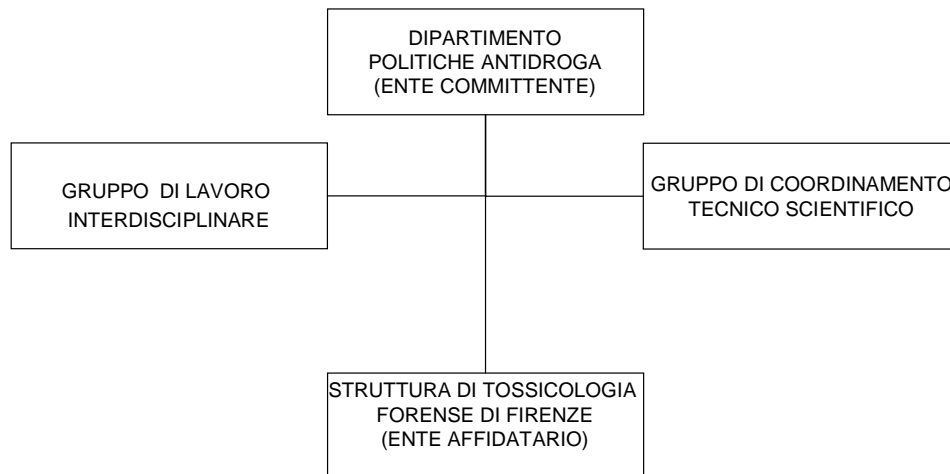 DIPARTIMENTO
POLITICHE ANTIDROGA
(ENTE COMMITTENTE)
GRUPPO DI LAVORO
INTERDISCIPLINARE
GRUPPO DI COORDINAMENTO
TECNICO SCIENTIFICO
STRUTTURA DI TOSSICOLOGIA
FORENSE DI FIRENZE
(ENTE AFFIDATARIO)